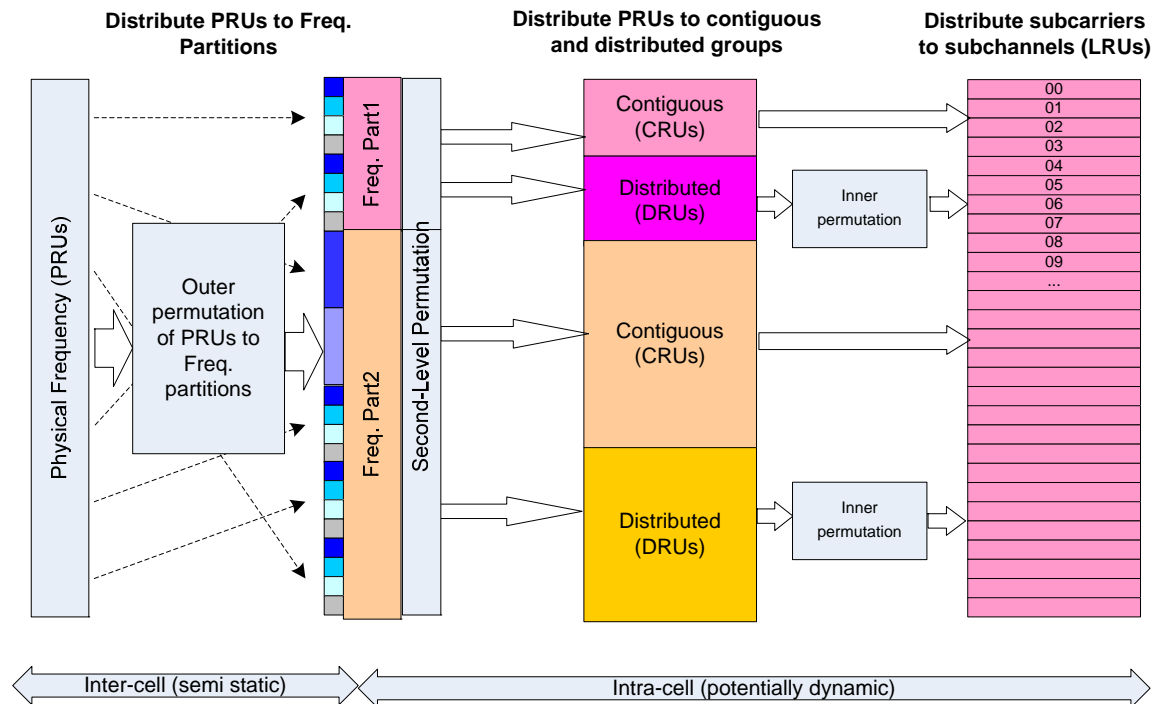 Distribute PRUs to Freq.
Partitions
Distribute PRUs to contiguous
and distributed groups
Distribute subcarriers
to subchannels (LRUs)
Physical Frequency (PRUs)
Outer
permutation
of PRUs to
Freq.
partitions
Freq. Part1
Freq. Part2
Second-Level Permutation
Contiguous
(CRUs)
Distributed
(DRUs)
Contiguous
(CRUs)
Distributed
(DRUs)
Inner
permutation
Inner
permutation
00
01
02
03
04
05
06
07
08
09
...
Inter-cell (semi static)
Intra-cell (potentially dynamic)